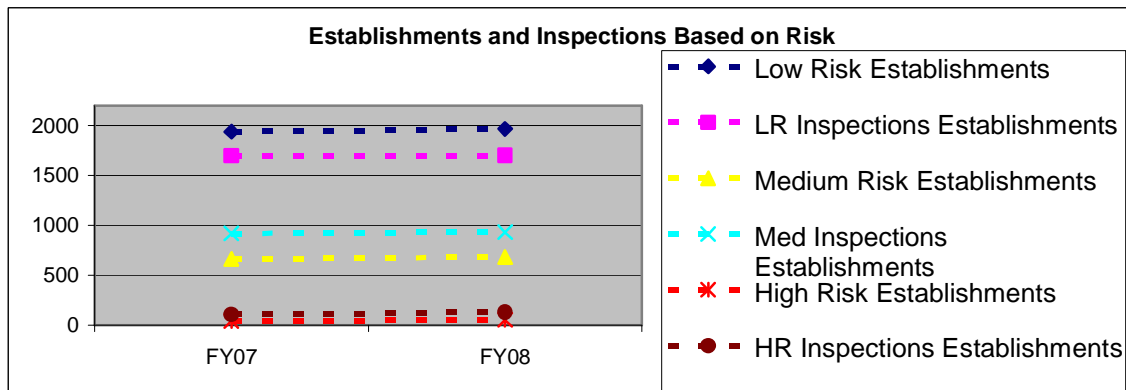 Establishments and Inspections Based on Risk
2000
1500
1000
500
0
FY07
FY08
Low Risk Establishments
LR Inspections Establishments
Medium Risk Establishments
Med Inspections
Establishments
High Risk Establishments
HR Inspections Establishments